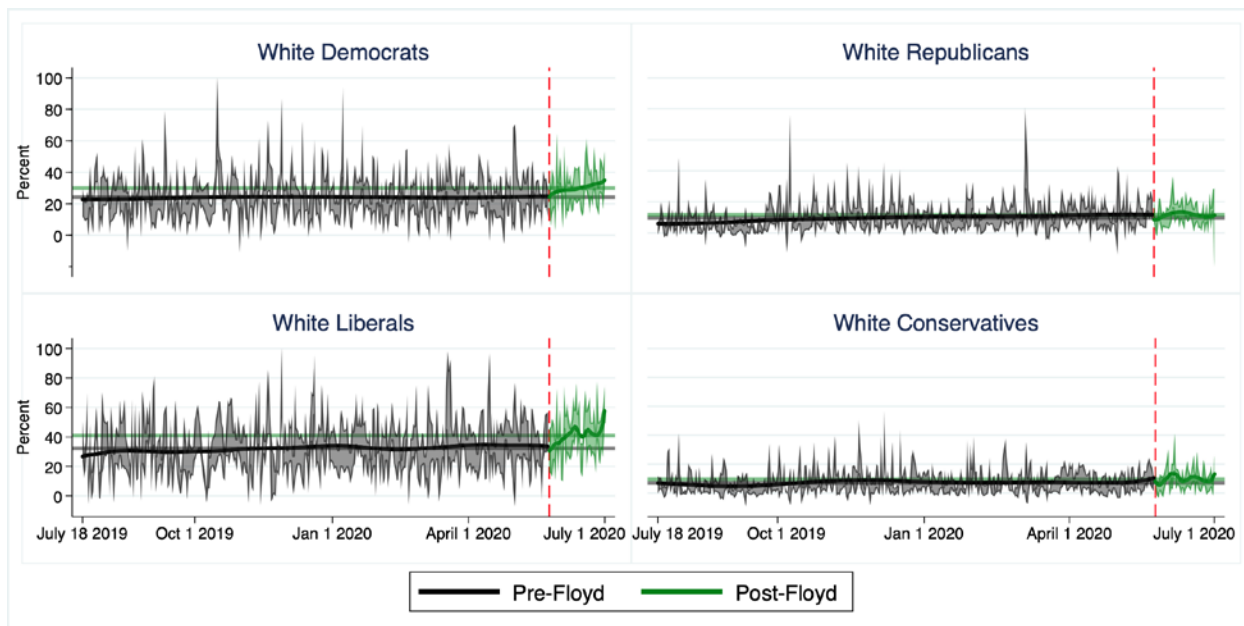 White Democrats
White Republicans
Percent
100
80
60
40
20
0
White Liberals
White Conservatives
Percent
100
80
60
40
20
0
July 18 2019 Oct 1 2019 Jan 1 2020 April 1 2020 July 1 2020
July 18 2019 Oct 1 2019 Jan 1 2020 April 1 2020 July 1 2020
Pre-Floyd Post-Floyd